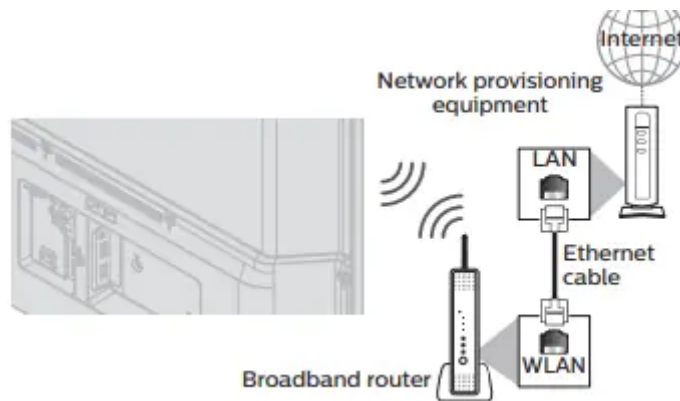 Internet
Network provisioning
equipment
LAN
Ethernet
cable
WLAN
Broadband router